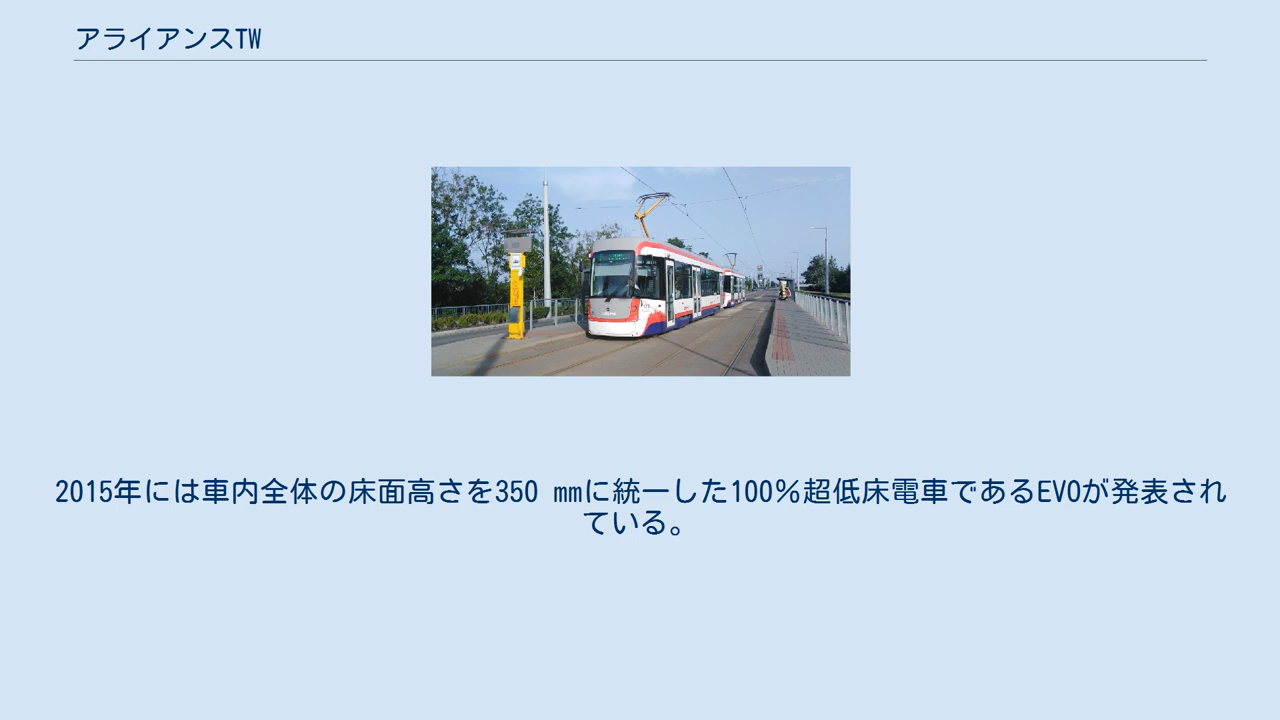 アライアンスTW
2015年には車内全体の床面高さを350 ㎜に統一した100％超低床電車であるEVOが発表され
ている。